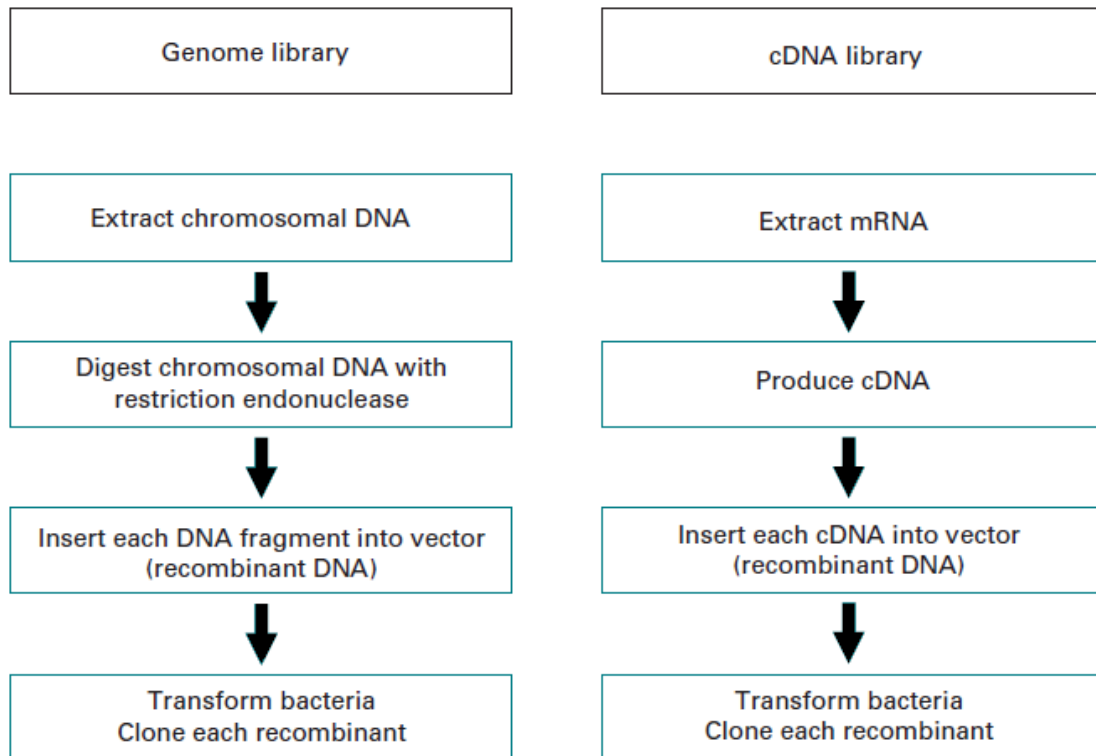 Genome library
cDNA library
Extract chromosomal DNA
Extract mRNA
Digest chromosomal DNA with
restriction endonuclease
Produce cDNA
Insert each DNA fragment into vector
(recombinant DNA)
Insert each cDNA into vector
(recombinant DNA)
Transform bacteria
Clone each recombinant
Transform bacteria
Clone each recombinant